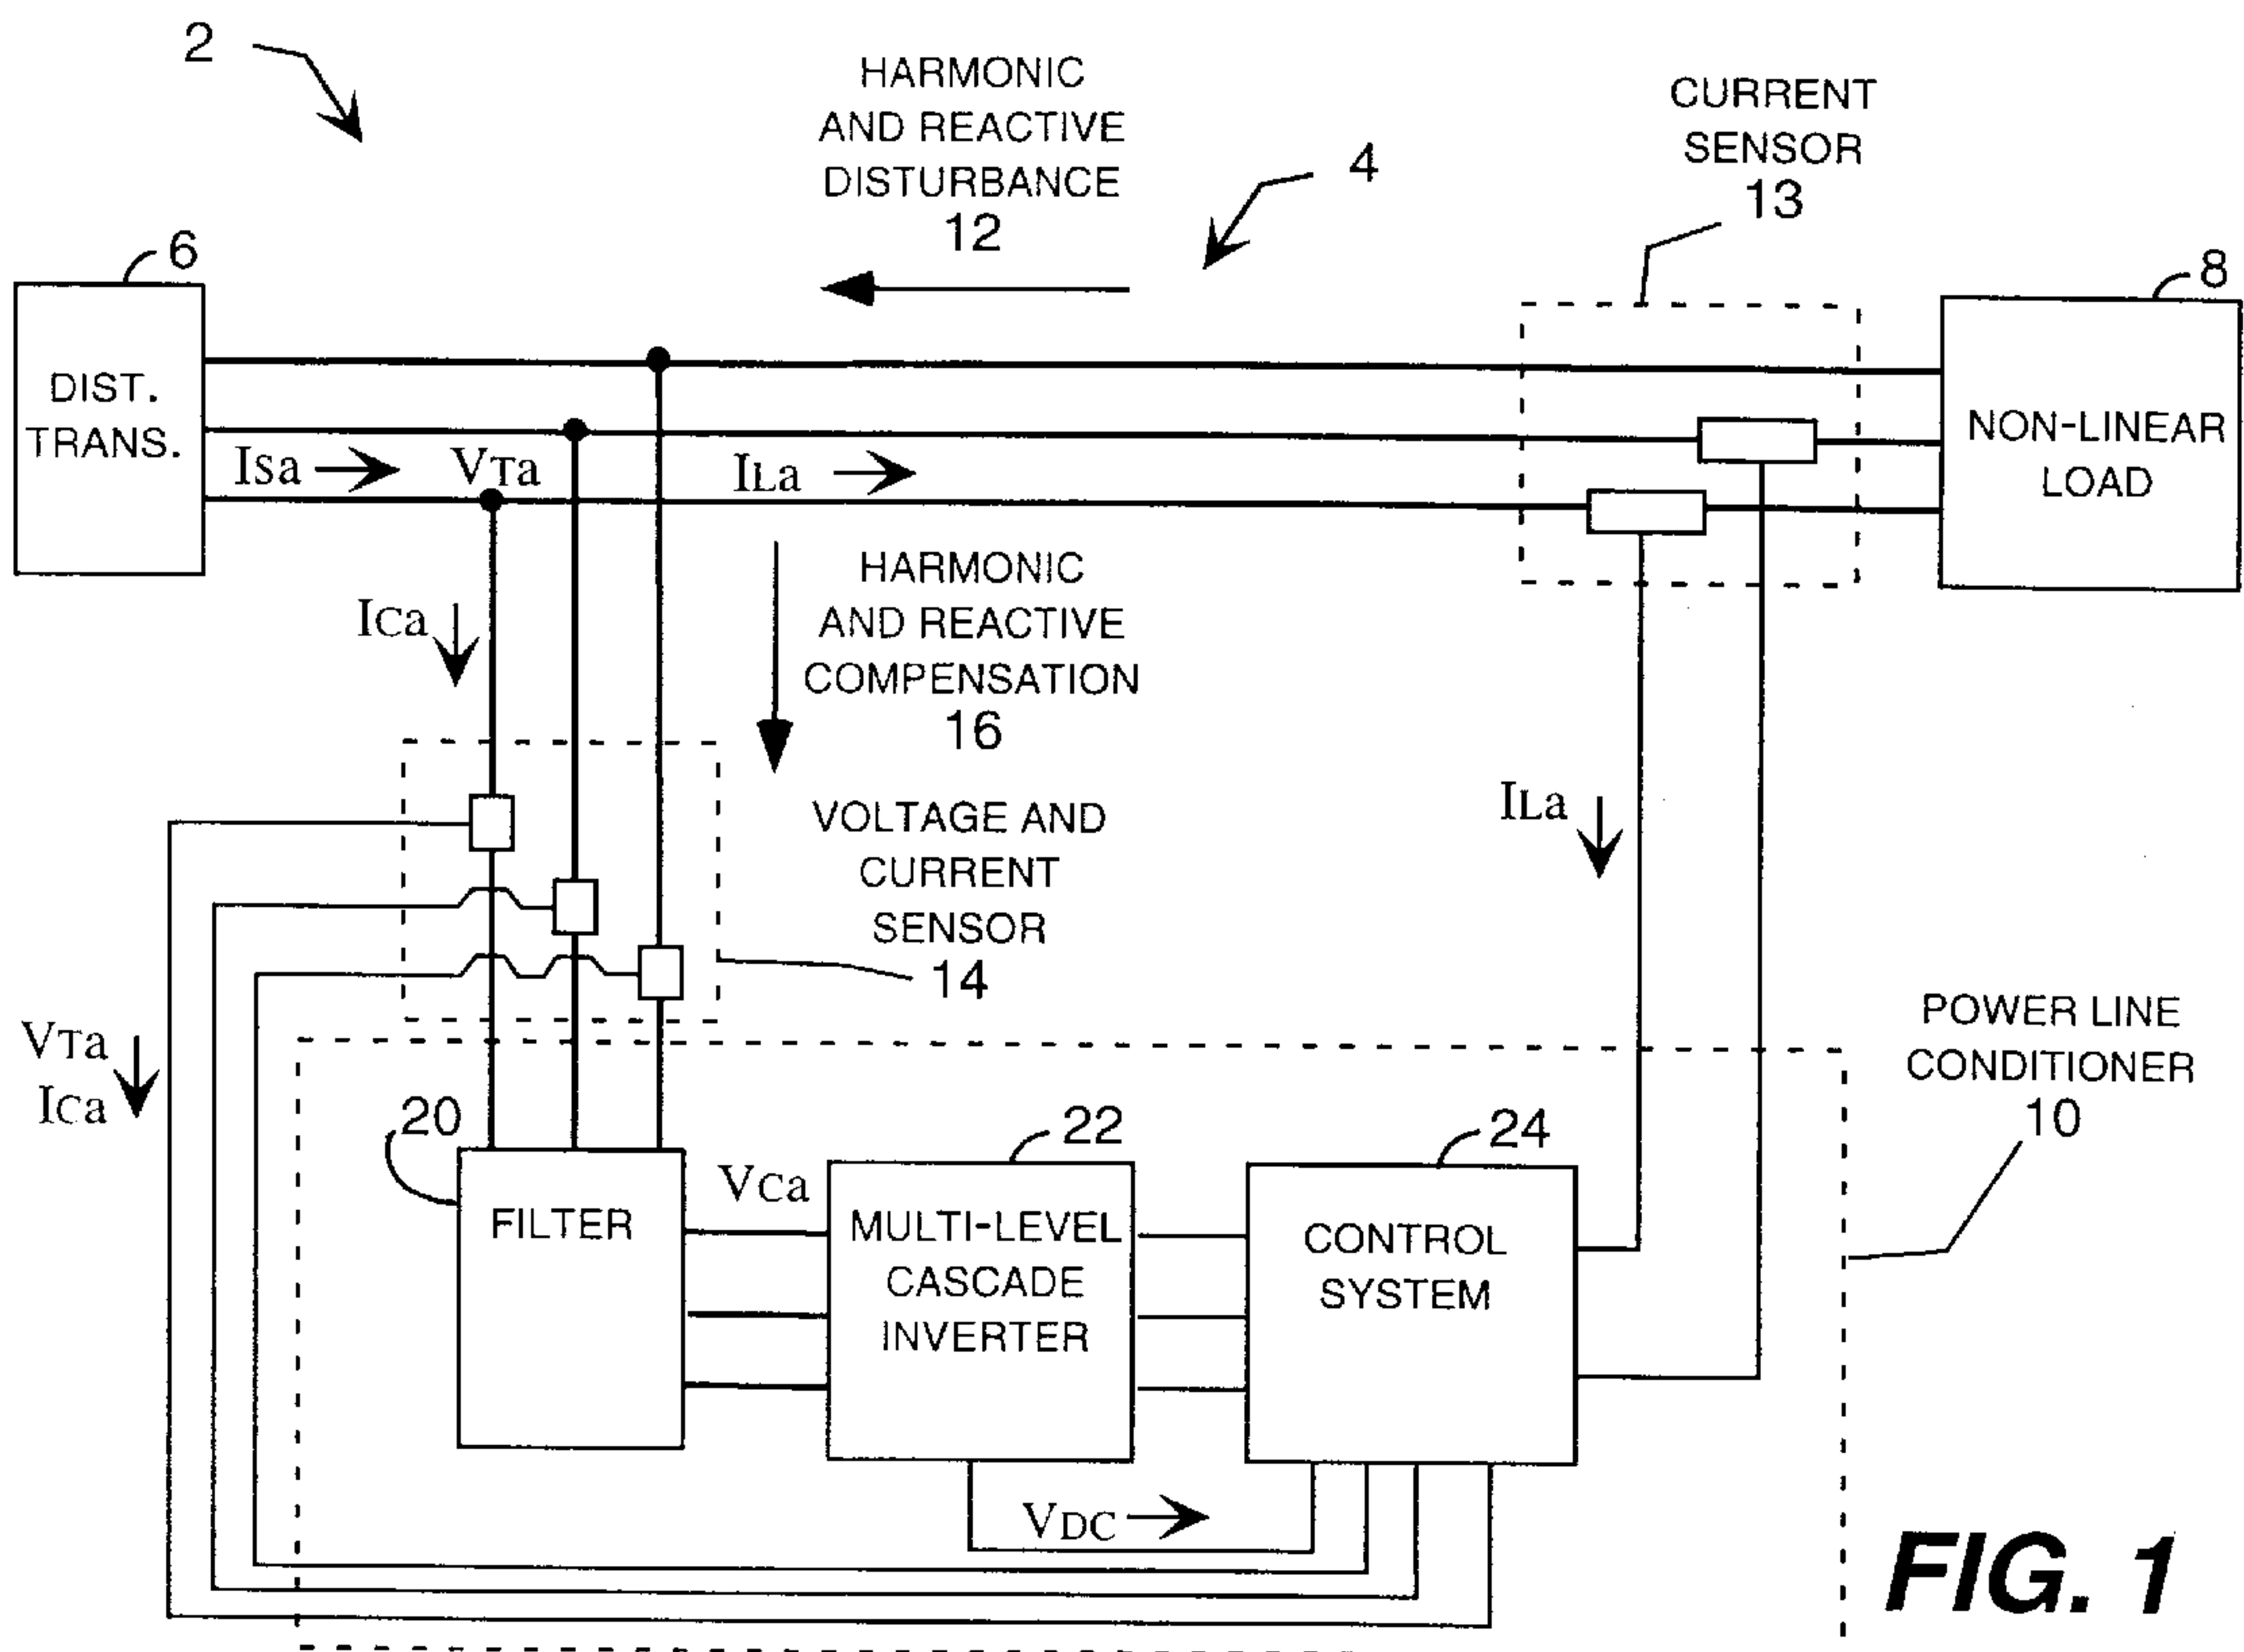 2
HARMONIC
AND REACTIVE
DISTURBANCE
12
4
CURRENT
SENSOR
13
6
8
DIST.
TRANS.
ISa
VTa
ILa
NON-LINEAR
LOAD
ICa
HARMONIC
AND REACTIVE
COMPENSATION
16
VOLTAGE AND
CURRENT
SENSOR
14
ILa
VTa
ICa
POWER LINE
CONDITIONER
10
20
22
24
FILTER
VCa
MULTI-LEVEL
CASCADE
INVERTER
CONTROL
SYSTEM
VDC
FIG. 1